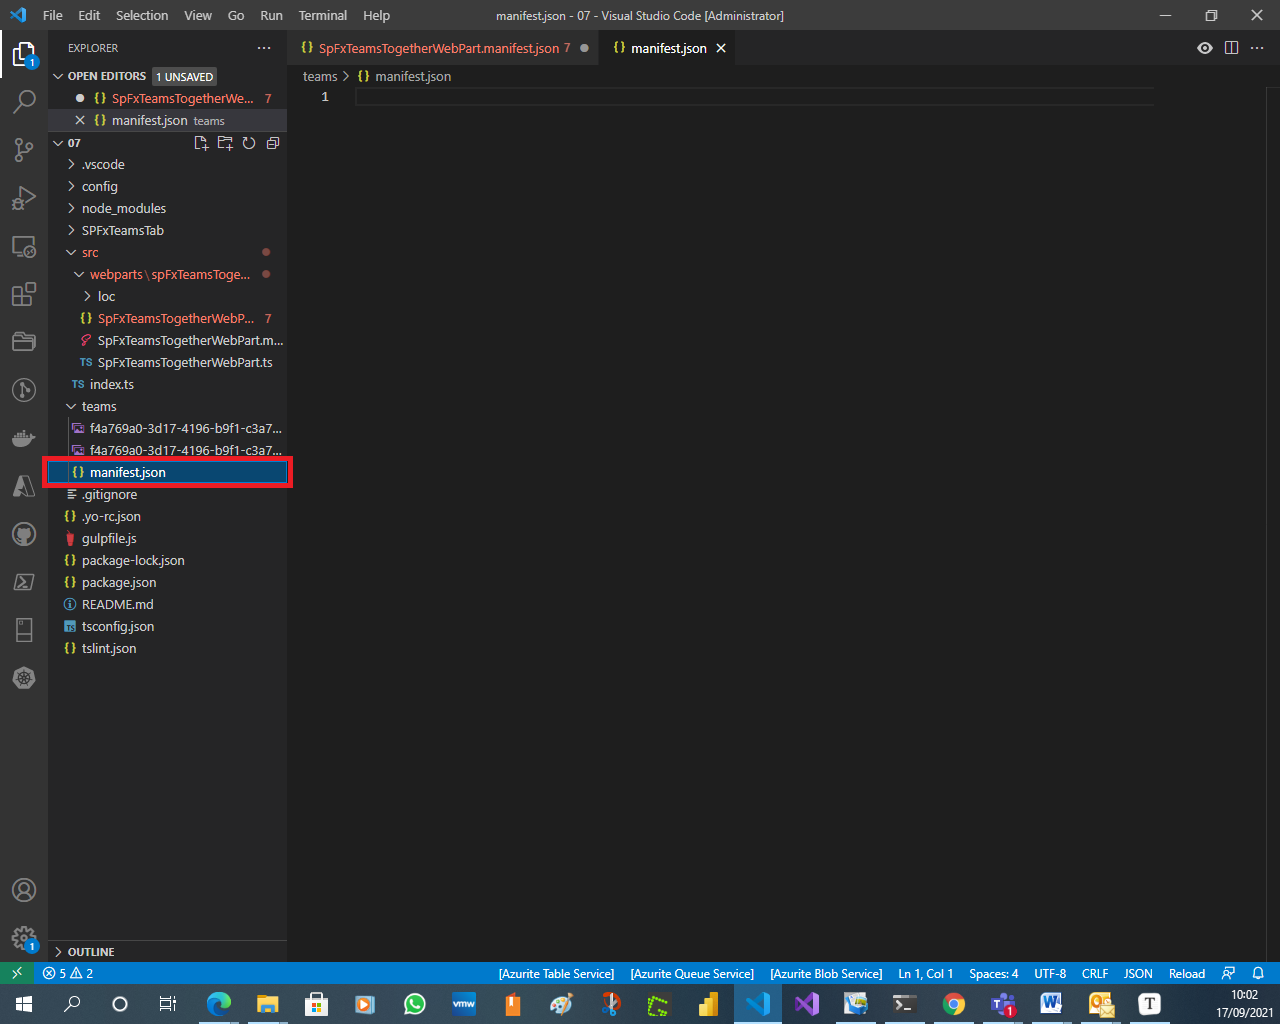 File Edit Selection View Go Run Terminal Help manifest.json - 07 - Visual Studio Code [Administrator]
EXPLORER
SpFxTeamsTogetherWebPart.manifest.json 7
manifest.json
OPEN EDITORS 1 UNSAVED
teams > manifest.json
SpFxTeamsTogetherWe... 7
1
manifest.json teams
07
.vscode
config
node_modules
SPFxTeamsTab
src
webparts\spFxTeamsToge...
loc
SpFxTeamsTogetherWebP... 7
SpFxTeamsTogetherWebPart.m...
TS SpFxTeamsTogetherWebPart.ts
TS index.ts
teams
f4a769a0-3d17-4196-b9f1-c3a7...
f4a769a0-3d17-4196-b9f1-c3a7...
manifest.json
.gitignore
.yo-rc.json
gulpfile.js
package-lock.json
package.json
README.md
tsconfig.json
tslint.json
1
1
OUTLINE
5 2 [Azurite Table Service] [Azurite Queue Service] [Azurite Blob Service] Ln 1, Col 1 Spaces: 4 UTF-8 CRLF JSON Reload
vmw
1
T
10:02
17/09/2021